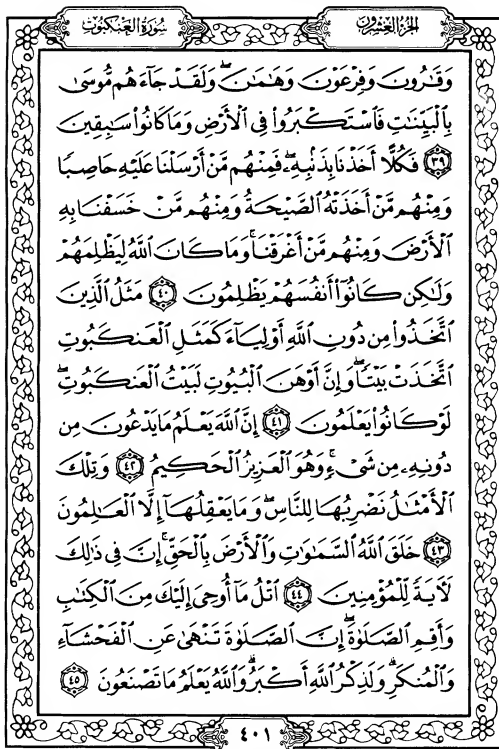 الجزء العشرون
سورة العنكبوت
وَقَٰرُونَ وَفِرْعَوْنَ وَهَٰمَٰنَ ۖ وَلَقَدْ جَآءَهُم مُّوسَىٰ
بِٱلْبَيِّنَٰتِ فَٱسْتَكْبَرُوا۟ فِى ٱلْأَرْضِ وَمَا كَانُوا۟ سَٰبِقِينَ
﴿٣٩﴾ فَكُلًّا أَخَذْنَا بِذَنۢبِهِۦ ۖ فَمِنْهُم مَّنْ أَرْسَلْنَا عَلَيْهِ حَاصِبًا
وَمِنْهُم مَّنْ أَخَذَتْهُ ٱلصَّيْحَةُ وَمِنْهُم مَّنْ خَسَفْنَا بِهِ
ٱلْأَرْضَ وَمِنْهُم مَّنْ أَغْرَقْنَا ۚ وَمَا كَانَ ٱللَّهُ لِيَظْلِمَهُمْ
وَلَٰكِن كَانُوٓا۟ أَنفُسَهُمْ يَظْلِمُونَ ﴿٤٠﴾ مَثَلُ ٱلَّذِينَ
ٱتَّخَذُوا۟ مِن دُونِ ٱللَّهِ أَوْلِيَآءَ كَمَثَلِ ٱلْعَنكَبُوتِ
ٱتَّخَذَتْ بَيْتًا ۖ وَإِنَّ أَوْهَنَ ٱلْبُيُوتِ لَبَيْتُ ٱلْعَنكَبُوتِ ۖ
لَوْ كَانُوا۟ يَعْلَمُونَ ﴿٤١﴾ إِنَّ ٱللَّهَ يَعْلَمُ مَا يَدْعُونَ مِن
دُونِهِۦ مِن شَىْءٍ ۚ وَهُوَ ٱلْعَزِيزُ ٱلْحَكِيمُ ﴿٤٢﴾ وَتِلْكَ
ٱلْأَمْثَٰلُ نَضْرِبُهَا لِلنَّاسِ ۖ وَمَا يَعْقِلُهَآ إِلَّا ٱلْعَٰلِمُونَ
﴿٤٣﴾ خَلَقَ ٱللَّهُ ٱلسَّمَٰوَٰتِ وَٱلْأَرْضَ بِٱلْحَقِّ ۚ إِنَّ فِى ذَٰلِكَ
لَءَايَةً لِّلْمُؤْمِنِينَ ﴿٤٤﴾ ٱتْلُ مَآ أُوحِىَ إِلَيْكَ مِنَ ٱلْكِتَٰبِ
وَأَقِمِ ٱلصَّلَوٰةَ ۖ إِنَّ ٱلصَّلَوٰةَ تَنْهَىٰ عَنِ ٱلْفَحْشَآءِ
وَٱلْمُنكَرِ ۗ وَلَذِكْرُ ٱللَّهِ أَكْبَرُ ۗ وَٱللَّهُ يَعْلَمُ مَا تَصْنَعُونَ ﴿٤٥﴾
٤٠١